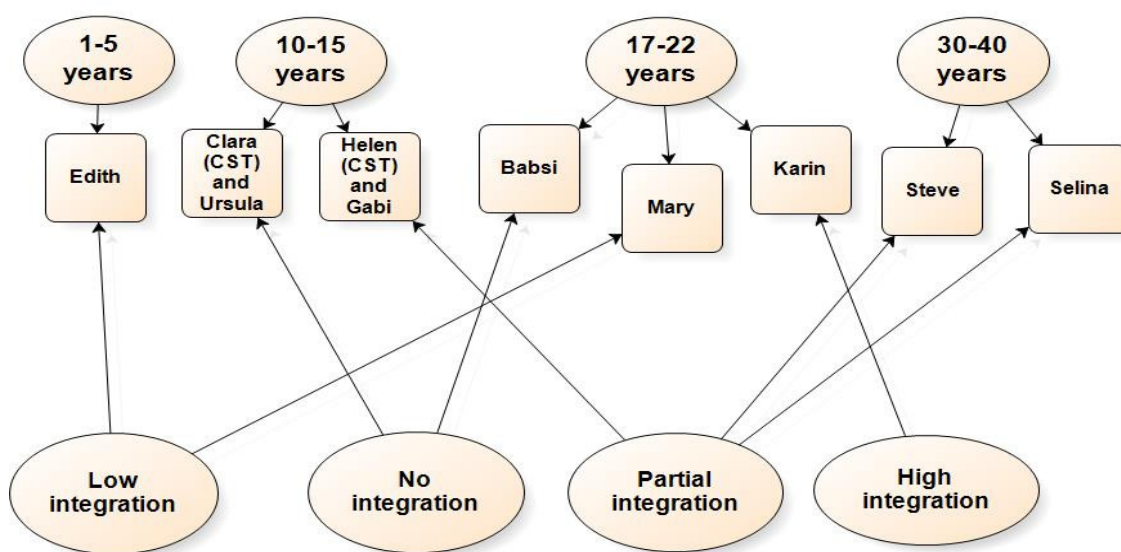 1-5
years
10-15
years
17-22
years
30-40
years
Edith
Clara
(CST)
and
Ursula
Helen
(CST)
and
Gabi
Babsi
Mary
Karin
Steve
Selina
Low
integration
No
integration
Partial
integration
High
integration